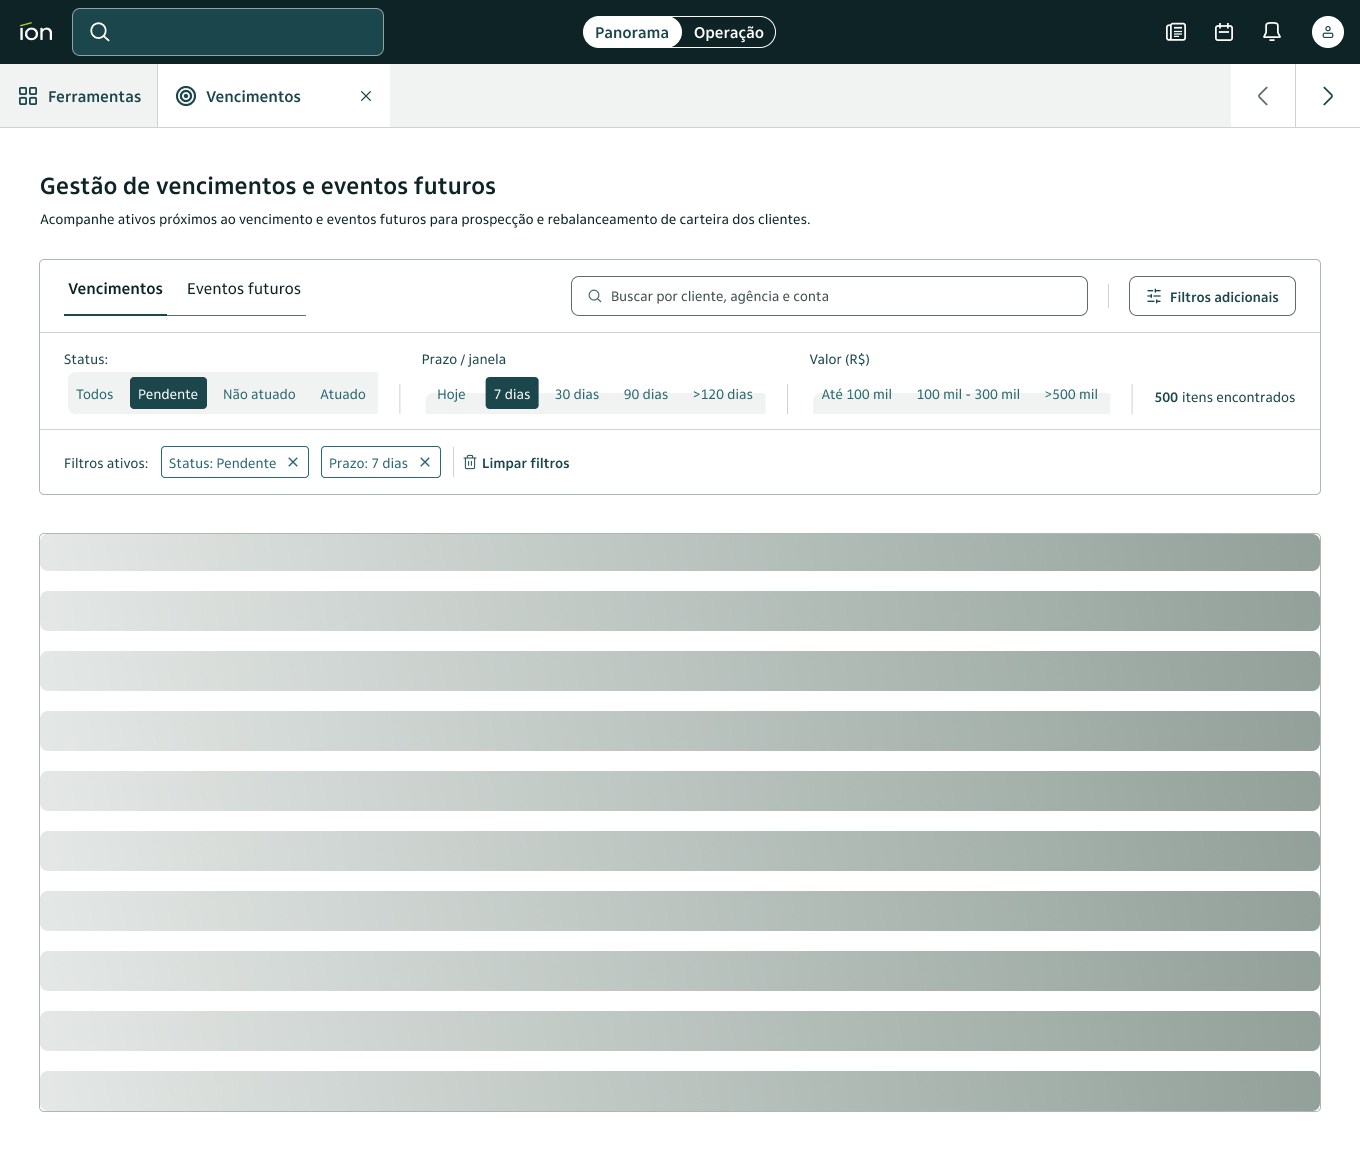 íon
Panorama
Operação
Ferramentas
Vencimentos
Gestão de vencimentos e eventos futuros
Acompanhe ativos próximos ao vencimento e eventos futuros para prospecção e rebalanceamento de carteira dos clientes.
Vencimentos
Eventos futuros
Buscar por cliente, agência e conta
Filtros adicionais
Status:
Todos
Pendente
Não atuado
Atuado
Prazo / janela
Hoje
7 dias
30 dias
90 dias
>120 dias
Valor (R$)
Até 100 mil
100 mil - 300 mil
>500 mil
500 itens encontrados
Filtros ativos:
Status: Pendente
Prazo: 7 dias
Limpar filtros